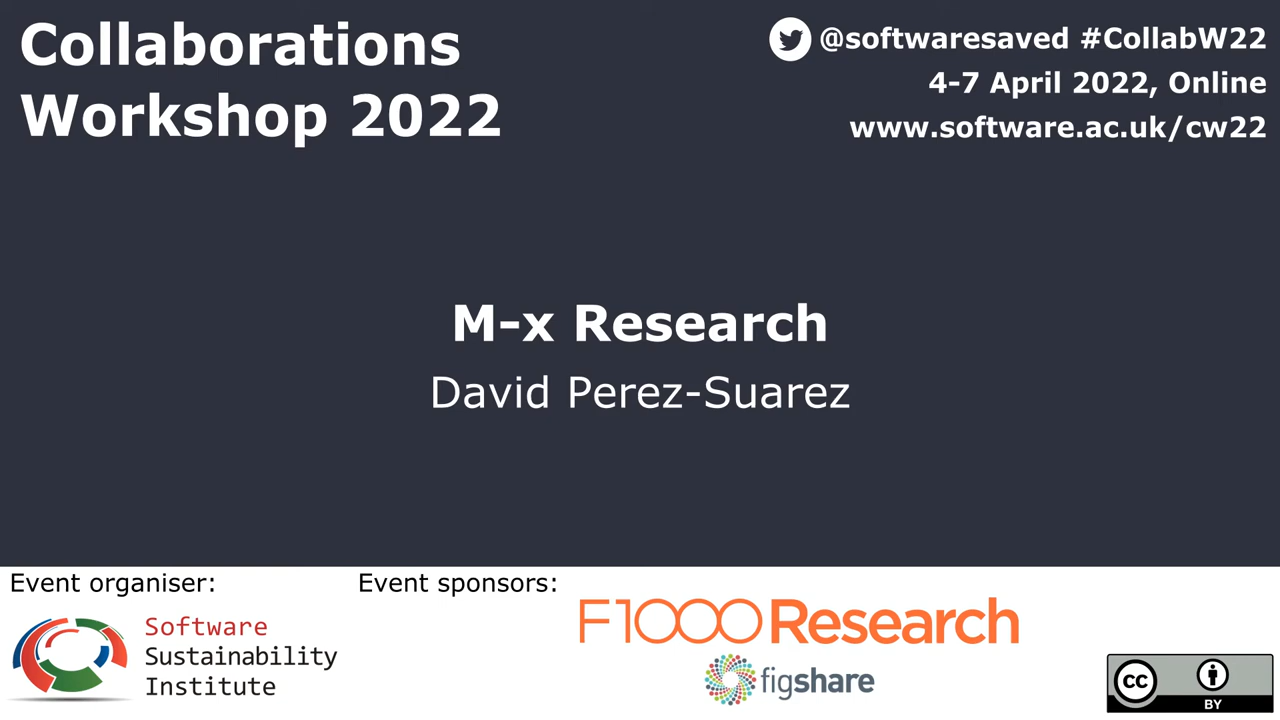 Collaborations
Workshop 2022
@softwaresaved #CollabW22
4-7 April 2022, Online
www.software.ac.uk/cw22
M-x Research
David Perez-Suarez
Event organiser:
Software
Sustainability
Institute
Event sponsors:
F1000Research
figshare
cc
BY